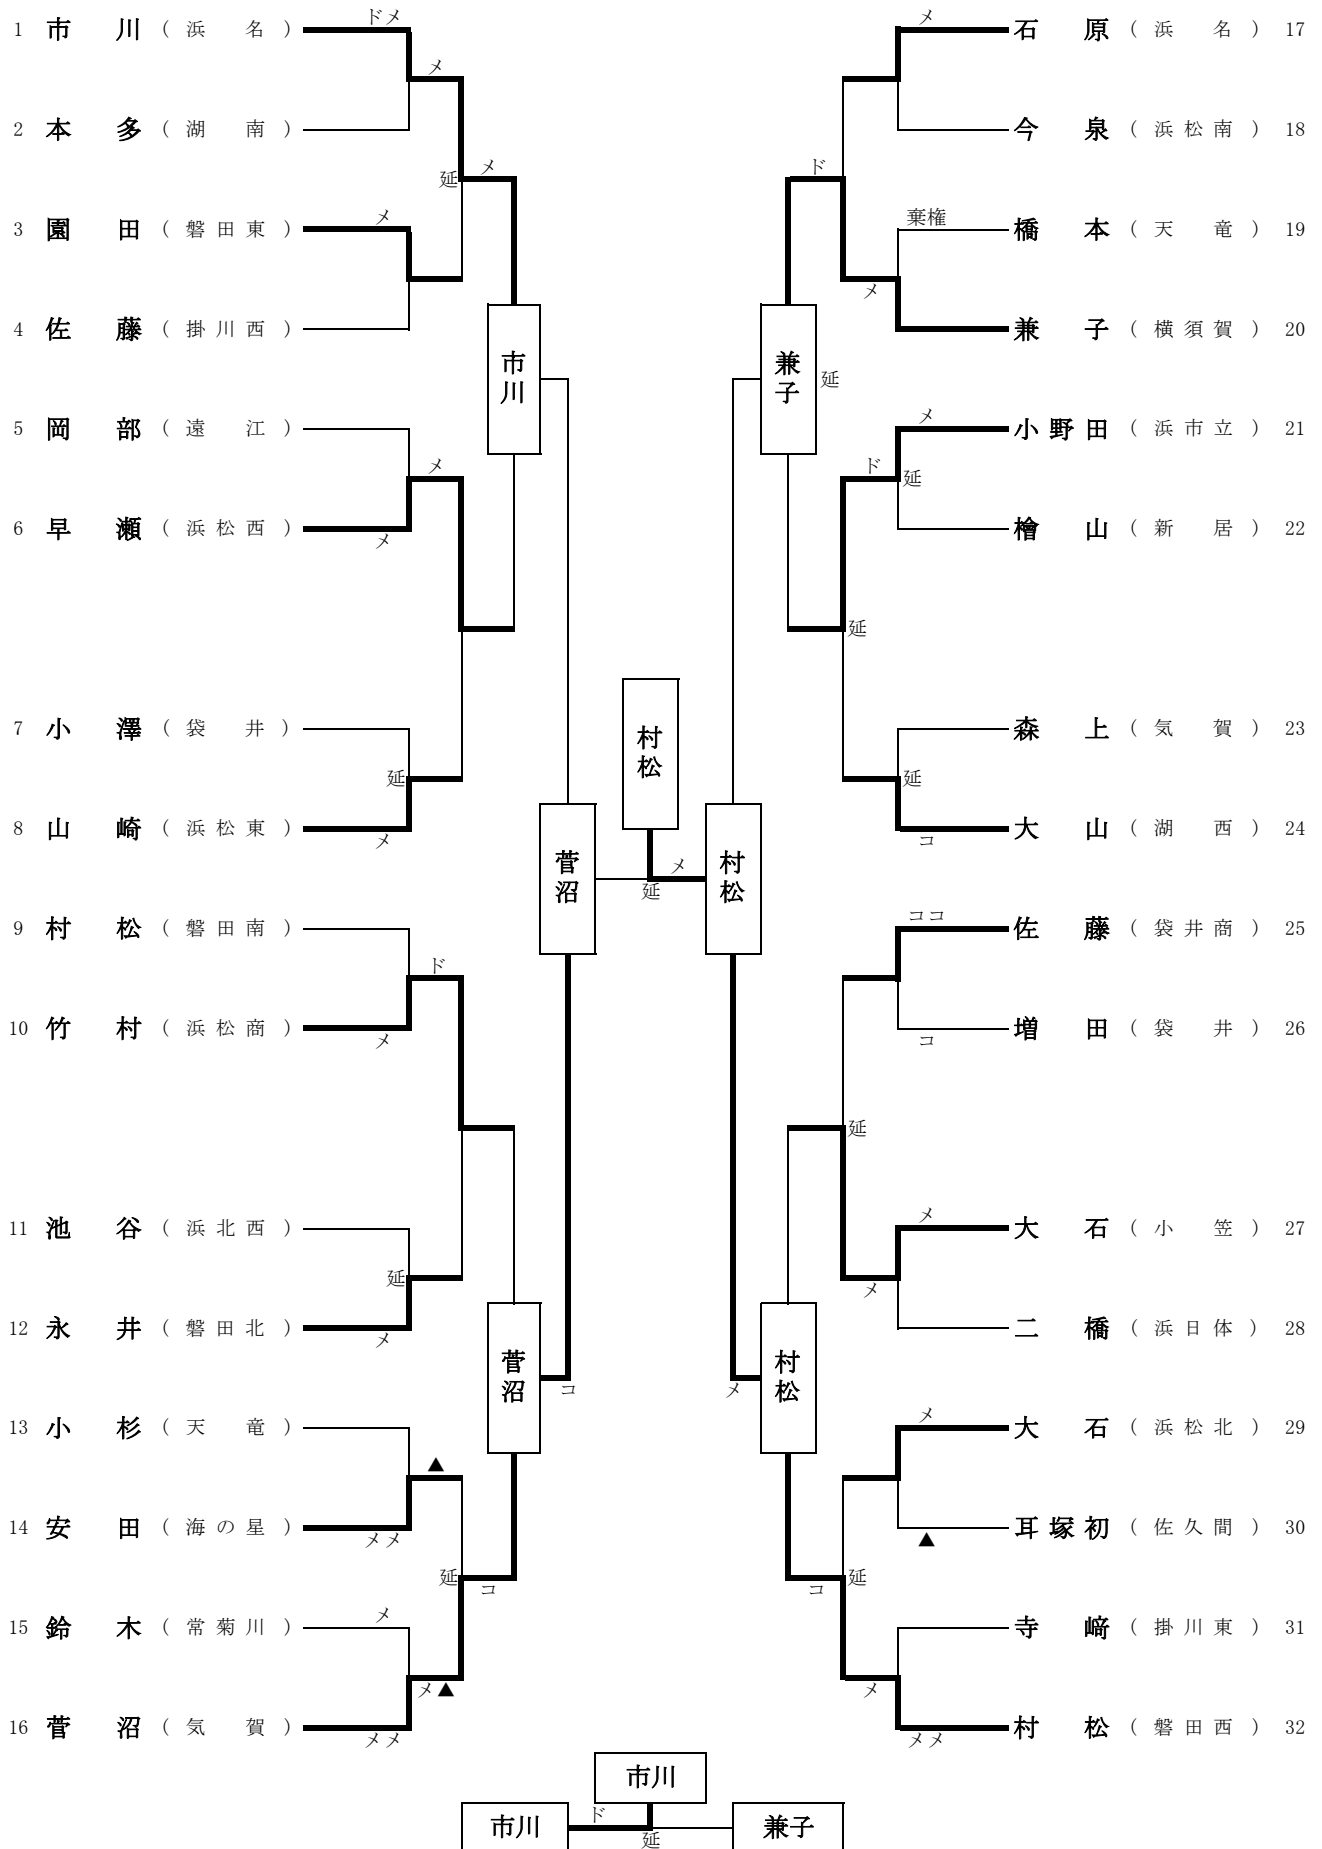 1 市川 （浜名） ドメ
メ
2 本多 （湖南）
延 メ
3 園田 （磐田東） メ
4 佐藤 （掛川西）
市川
5 岡部 （遠江）
メ
6 早瀬 （浜松西） メ
7 小澤 （袋井）
延
8 山崎 （浜松東） メ
9 村松 （磐田南）
ド
10 竹村 （浜松商） メ
11 池谷 （浜北西）
延
12 永井 （磐田北） メ
菅沼
コ
13 小杉 （天竜）
▲
14 安田 （海の星） メメ
延 コ
15 鈴木 （常菊川） メ
メ▲
16 菅沼 （気賀） メメ
菅沼
村松
メ
延
村松
メ 石原 （浜名） 17
今泉 （浜松南） 18
ド
棄権 橋本 （天竜） 19
メ
兼子 （横須賀） 20
兼子 延
メ 小野田 （浜市立） 21
ド 延
檜山 （新居） 22
延
森上 （気賀） 23
延
コ 大山 （湖西） 24
ココ 佐藤 （袋井商） 25
コ 増田 （袋井） 26
延
メ 大石 （小笠） 27
メ
二橋 （浜日体） 28
村松
メ
メ 大石 （浜松北） 29
▲ 耳塚初 （佐久間） 30
コ 延
寺﨑 （掛川東） 31
メ
メメ 村松 （磐田西） 32
市川
市川 ド 延 兼子